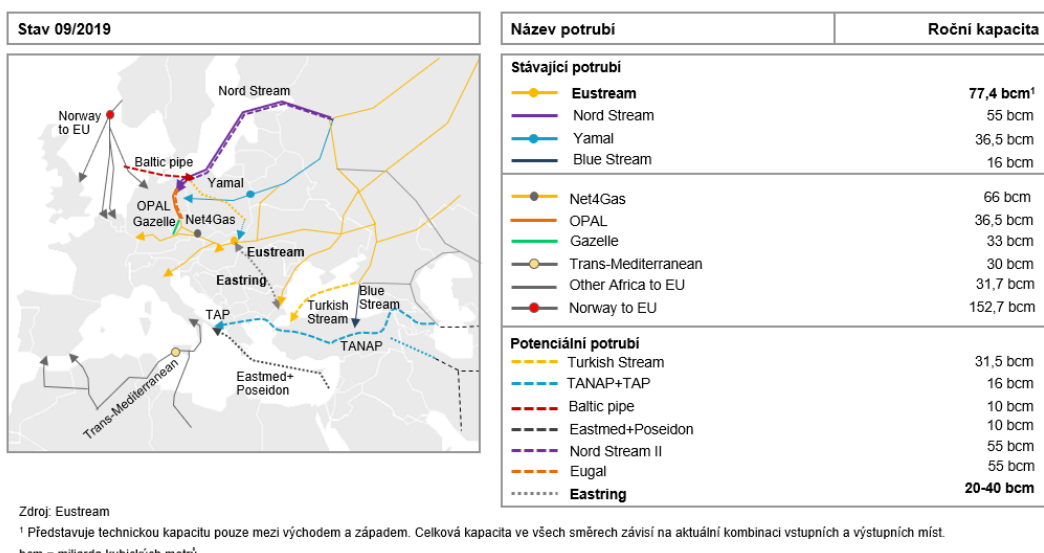 Stav 09/2019
Název potrubí Roční kapacita
Nord Stream
Norway
to EU
Baltic pipe
Yamal
OPAL
Gazelle
Net4Gas
Eustream
Eastring
TAP
Turkish
Stream
Blue
Stream
TANAP
Eastmed+
Poseidon
Trans-Mediterranean
Stávající potrubí
Eustream 77,4 bcm¹
Nord Stream 55 bcm
Yamal 36,5 bcm
Blue Stream 16 bcm
Net4Gas 66 bcm
OPAL 36,5 bcm
Gazelle 33 bcm
Trans-Mediterranean 30 bcm
Other Africa to EU 31,7 bcm
Norway to EU 152,7 bcm
Potenciální potrubí
Turkish Stream 31,5 bcm
TANAP+TAP 16 bcm
Baltic pipe 10 bcm
Eastmed+Poseidon 10 bcm
Nord Stream II 55 bcm
Eugal 55 bcm
Eastring 20-40 bcm
Zdroj: Eustream
¹ Představuje technickou kapacitu pouze mezi východem a západem. Celková kapacita ve všech směrech závisí na aktuální kombinaci vstupních a výstupních míst.
bcm = miliarda kubických metrů